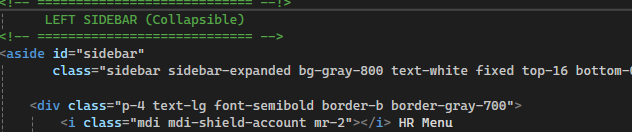 <!-- ============================ --!>
LEFT SIDEBAR (Collapsible)
<!-- ============================ -->
<aside id="sidebar"
class="sidebar sidebar-expanded bg-gray-800 text-white fixed top-16 bottom-
<div class="p-4 text-lg font-semibold border-b border-gray-700">
<i class="mdi mdi-shield-account mr-2"></i> HR Menu